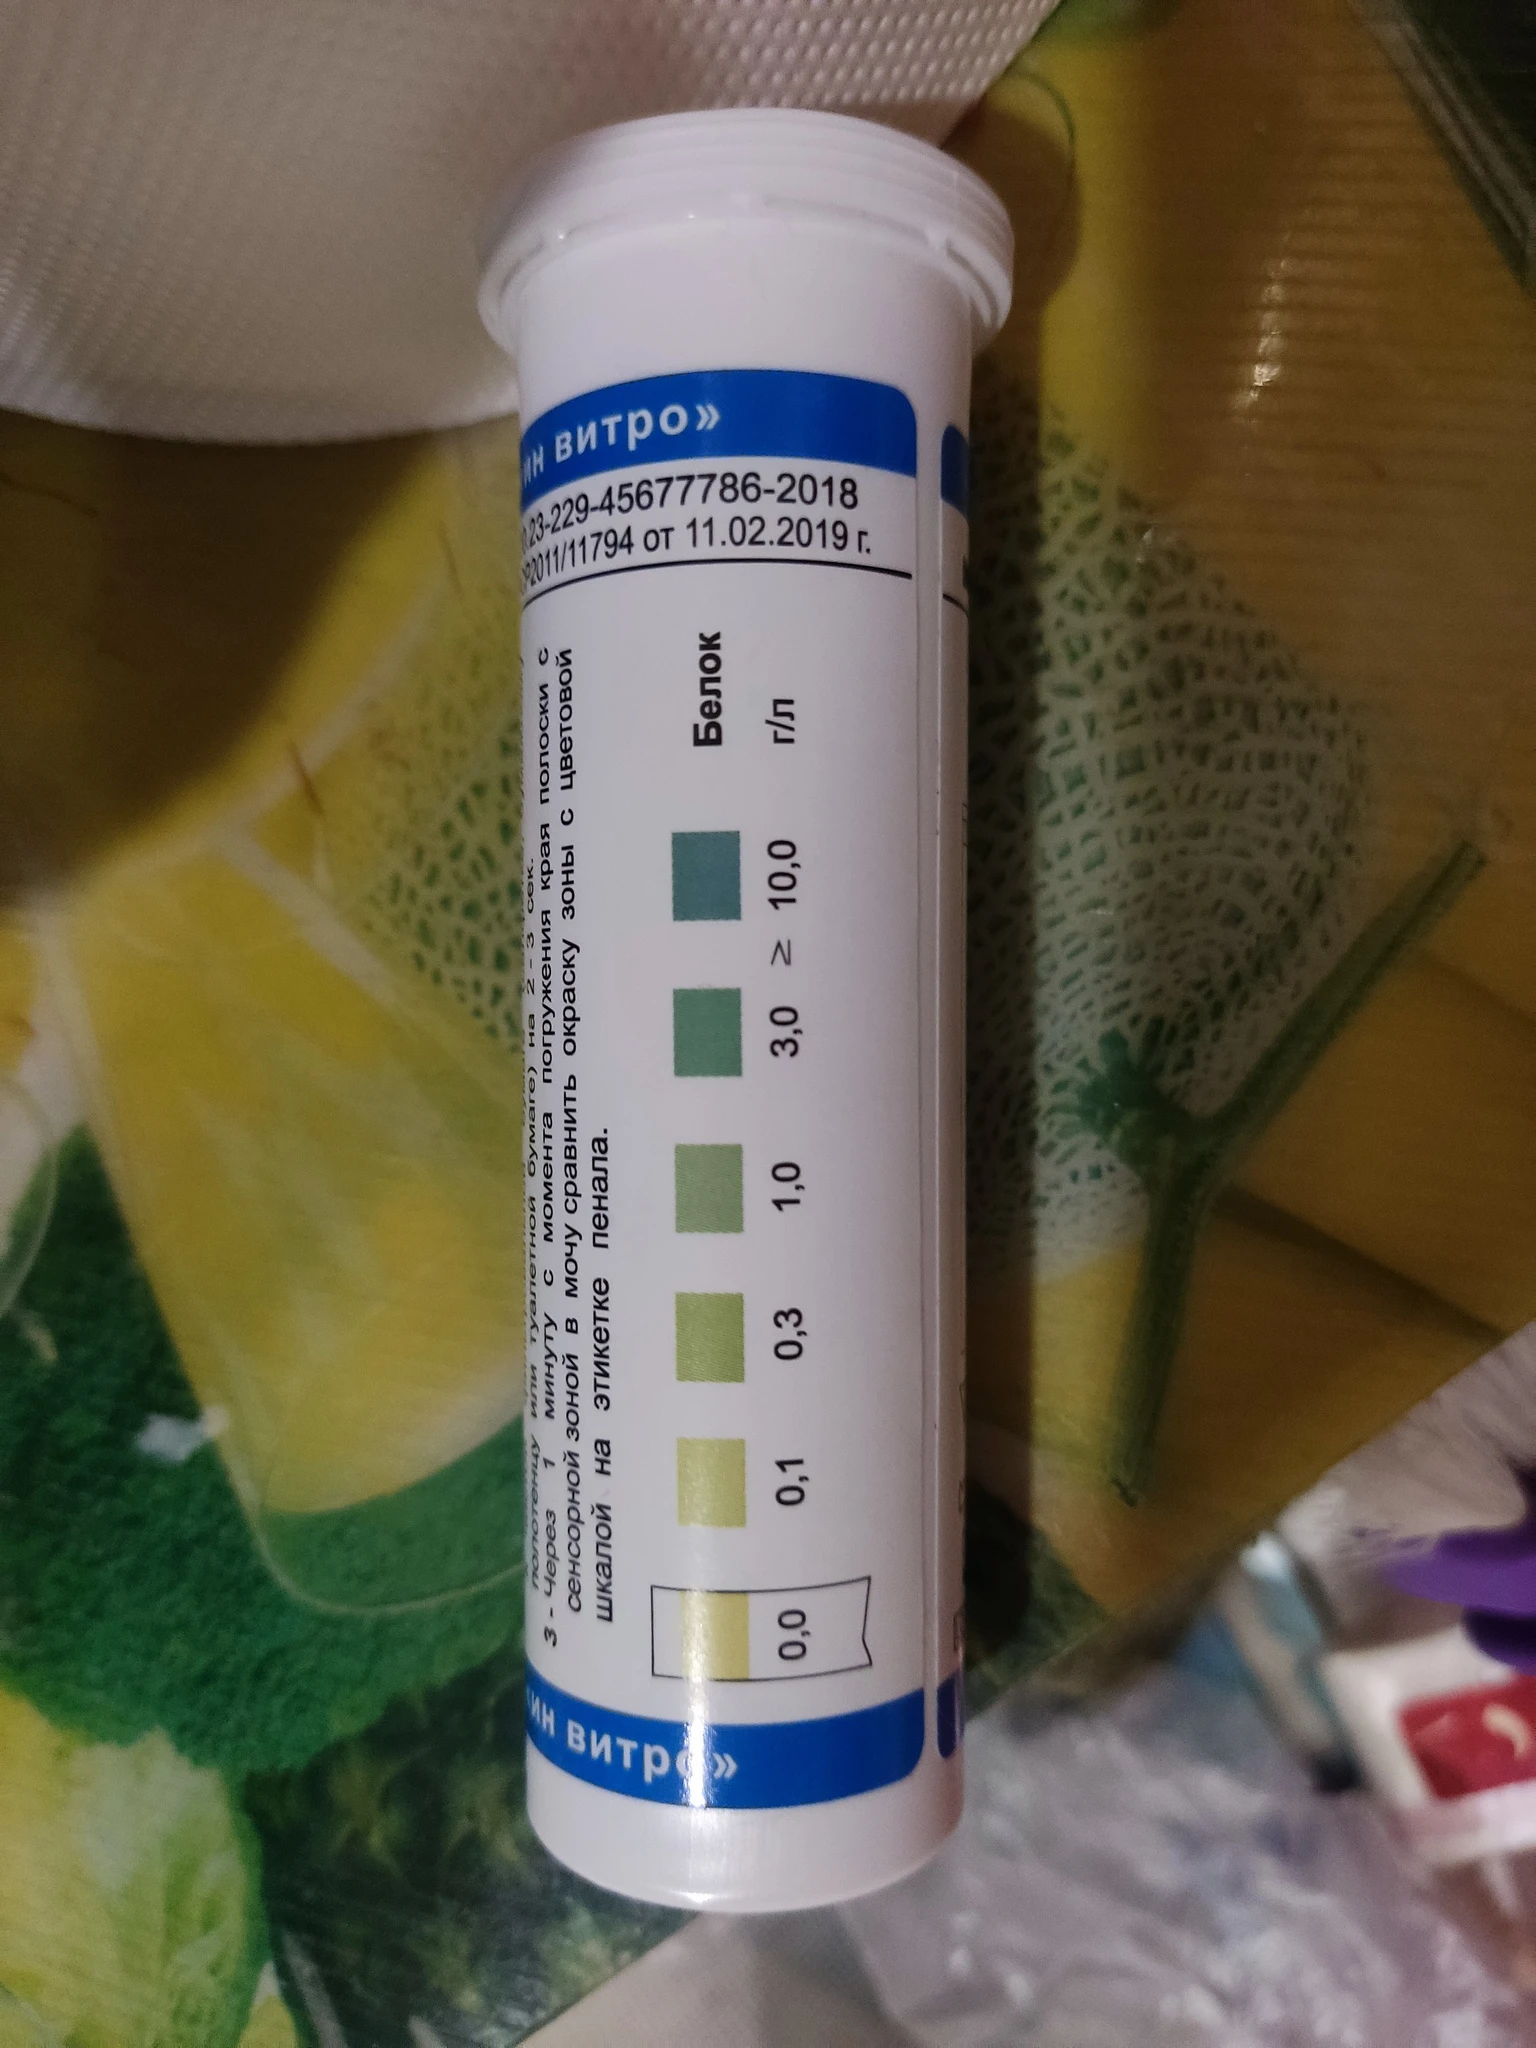 витро»
23-229-45677786-2018
2011/11794 от 11.02.2019 г.
полотенцу или туалетной бумаге) на 2 - 3 сек.
3 - Через 1 минуту с момента погружения края полоски с
сенсорной зоной в мочу сравнить окраску зоны с цветовой
шкалой на этикетке пенала.
Белок
г/л
0,0 0,1 0,3 1,0 3,0 ≥ 10,0
ин витро»